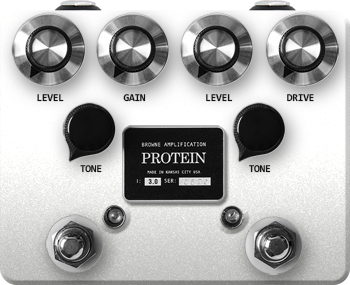 LEVEL GAIN LEVEL DRIVE
TONE TONE
BROWNE AMPLIFICATION
PROTEIN
MADE IN KANSAS CITY USA
3.0 SER: